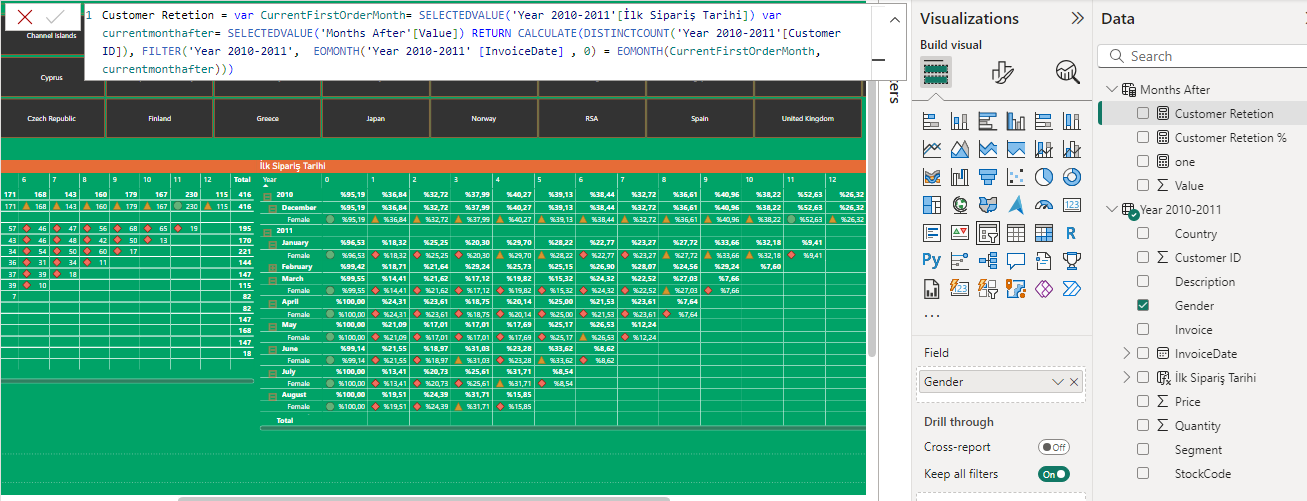 1 Customer Retetion = var CurrentFirstOrderMonth= SELECTEDVALUE('Year 2010-2011'[İlk Sipariş Tarihi]) var
currentmonthafter= SELECTEDVALUE('Months After'[Value]) RETURN CALCULATE(DISTINCTCOUNT('Year 2010-2011'[Customer
ID]), FILTER('Year 2010-2011', EOMONTH('Year 2010-2011' [InvoiceDate] , 0) = EOMONTH(CurrentFirstOrderMonth,
currentmonthafter)))
Channel Islands
Cyprus
Czech Republic Finland Greece Japan Norway RSA Spain United Kingdom
6 7 8 9 10 11 12 Total
171 168 143 160 179 167 230 115 416
171 168 143 160 179 167 230 115 416
57 46 47 56 68 65 19 195
43 46 48 42 50 13 170
34 54 50 60 17 221
36 31 34 11 144
37 39 18 147
39 10 115
7 82
82
147
168
147
18
İlk Sipariş Tarihi
Year 0 1 2 3 4 5 6 7 8 9 10 11 12
2010 %95,19 %36,84 %32,72 %37,99 %40,27 %39,13 %38,44 %32,72 %36,61 %40,96 %38,22 %52,63 %26,32
December %95,19 %36,84 %32,72 %37,99 %40,27 %39,13 %38,44 %32,72 %36,61 %40,96 %38,22 %52,63 %26,32
Female %95,19 %36,84 %32,72 %37,99 %40,27 %39,13 %38,44 %32,72 %36,61 %40,96 %38,22 %52,63 %26,32
2011
January %96,53 %18,32 %25,25 %20,30 %29,70 %28,22 %22,77 %23,27 %27,72 %33,66 %32,18 %9,41
Female %96,53 %18,32 %25,25 %20,30 %29,70 %28,22 %22,77 %23,27 %27,72 %33,66 %32,18 %9,41
February %99,42 %18,71 %21,64 %29,24 %25,73 %25,15 %26,90 %28,07 %24,56 %29,24 %7,60
March %99,55 %14,41 %21,62 %17,12 %19,82 %15,32 %24,32 %22,52 %27,03 %7,66
Female %99,55 %14,41 %21,62 %17,12 %19,82 %15,32 %24,32 %22,52 %27,03 %7,66
April %100,00 %24,31 %23,61 %18,75 %20,14 %25,00 %21,53 %23,61 %7,64
Female %100,00 %24,31 %23,61 %18,75 %20,14 %25,00 %21,53 %23,61 %7,64
May %100,00 %21,09 %17,01 %17,01 %17,69 %25,17 %26,53 %12,24
Female %100,00 %21,09 %17,01 %17,01 %17,69 %25,17 %26,53 %12,24
June %99,14 %21,55 %18,97 %31,03 %23,28 %33,62 %8,62
Female %99,14 %21,55 %18,97 %31,03 %23,28 %33,62 %8,62
July %100,00 %13,41 %20,73 %25,61 %31,71 %8,54
Female %100,00 %13,41 %20,73 %25,61 %31,71 %8,54
August %100,00 %19,51 %24,39 %31,71 %15,85
Female %100,00 %19,51 %24,39 %31,71 %15,85
Total
Visualizations
Build visual
123
R
Py
123
Field
Gender
Drill through
Cross-report Off
Keep all filters On
Data
Search
Months After
Customer Retetion
Customer Retetion %
one
Value
Year 2010-2011
Country
Customer ID
Description
Gender
Invoice
InvoiceDate
İlk Sipariş Tarihi
Price
Quantity
Segment
StockCode